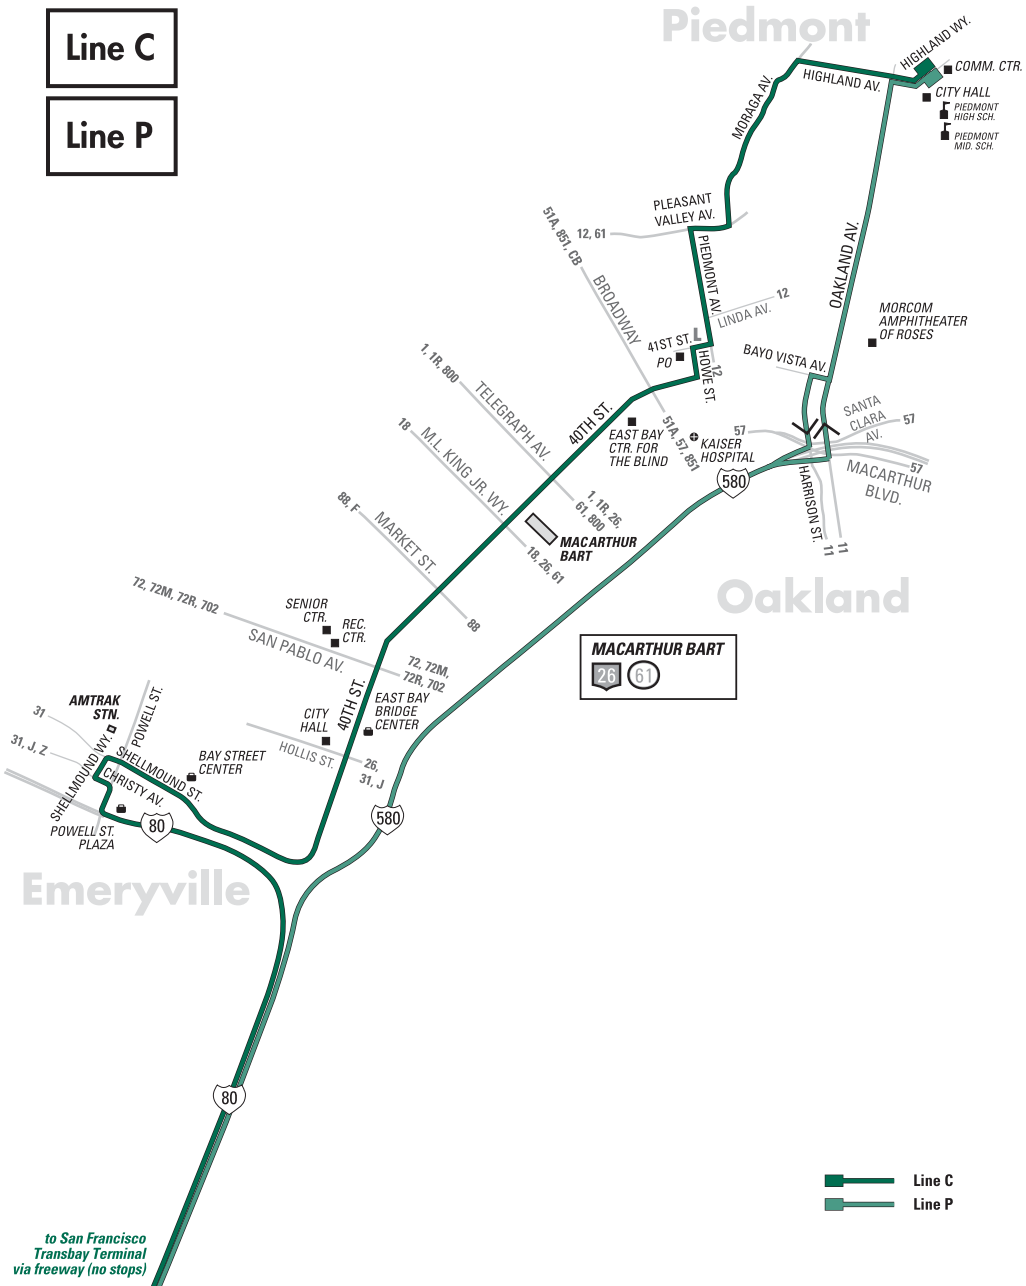 Line C
Line P
Piedmont
HIGHLAND WY.
COMM. CTR.
HIGHLAND AV.
CITY HALL
PIEDMONT
HIGH SCH.
PIEDMONT
MID. SCH.
MORAGA AV.
PLEASANT
VALLEY AV.
12, 61
51A, 851, CB
BROADWAY
PIEDMONT AV.
OAKLAND AV.
12
LINDA AV.
MORCOM
AMPHITHEATER
OF ROSES
41ST ST.
L
PO
HOWE ST.
12
BAYO VISTA AV.
1, 1R, 800
TELEGRAPH AV.
40TH ST.
18
M.L. KING JR. WY.
EAST BAY
CTR. FOR
THE BLIND
51A, 57, 851
KAISER
HOSPITAL
57
SANTA
CLARA
AV.
57
57
MACARTHUR
BLVD.
580
HARRISON ST.
11
11
88, F
MARKET ST.
1, 1R, 26,
61, 800
MACARTHUR
BART
18, 26, 61
Oakland
72, 72M, 72R, 702
SENIOR
CTR.
REC.
CTR.
SAN PABLO AV.
88
72, 72M,
72R, 702
MACARTHUR BART
26
61
AMTRAK
STN.
POWELL ST.
31
31, J, Z
SHELLMOUND WY.
SHELLMOUND ST.
CHRISTY AV.
BAY STREET
CENTER
CITY
HALL
HOLLIS ST.
40TH ST.
EAST BAY
BRIDGE
CENTER
26,
31, J
POWELL ST.
PLAZA
80
580
Emeryville
80
Line C
Line P
to San Francisco
Transbay Terminal
via freeway (no stops)